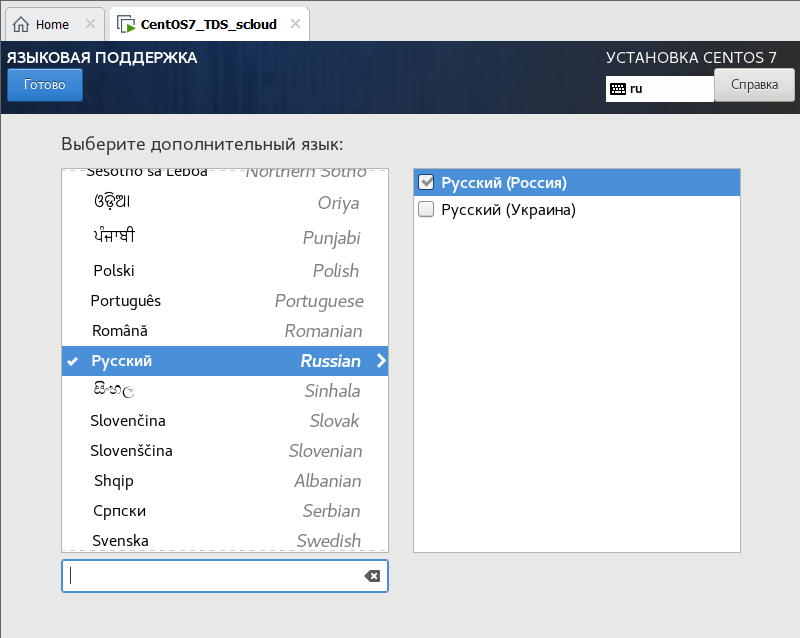 Home
CentOS7_TDS_scloud
ЯЗЫКОВАЯ ПОДДЕРЖКА
УСТАНОВКА CENTOS 7
Готово
ru
Справка
Выберите дополнительный язык:
Sesotho sa Leboa Northern Sotho
ଓଡ଼ିଆ Oriya
ਪੰਜਾਬੀ Punjabi
Polski Polish
Português Portuguese
Română Romanian
Русский Russian
සිංහල Sinhala
Slovenčina Slovak
Slovenščina Slovenian
Shqip Albanian
Српски Serbian
Svenska Swedish
Русский (Россия)
Русский (Украина)